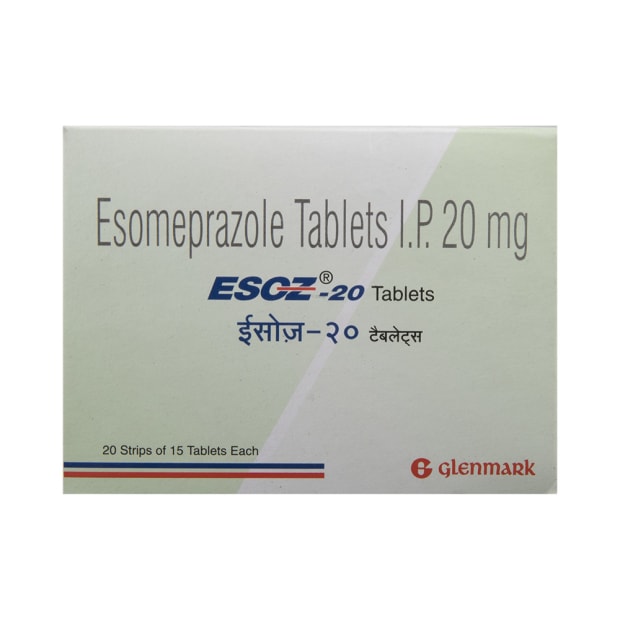 Esomeprazole Tablets I.P. 20 mg
ESOZ®-20 Tablets
ईसोज़-२० टैबलेट्स
20 Strips of 15 Tablets Each
glenmark